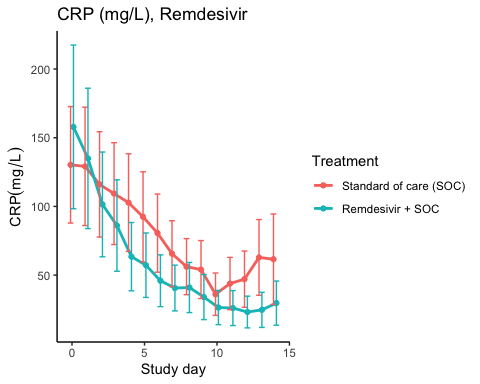 CRP (mg/L), Remdesivir
CRP(mg/L)
200
150
100
50
0
5
10
15
Study day
Treatment
Standard of care (SOC)
Remdesivir + SOC